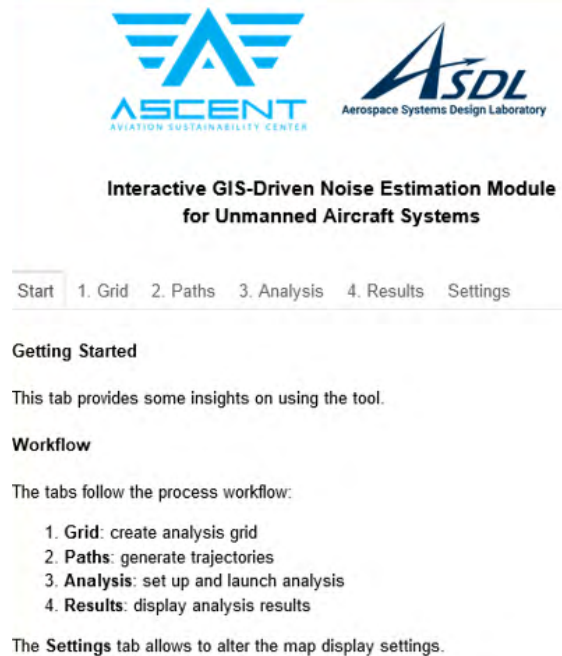 ASCENT
AVIATION SUSTAINABILITY CENTER
ASDL
Aerospace Systems Design Laboratory
Interactive GIS-Driven Noise Estimation Module
for Unmanned Aircraft Systems
Start 1. Grid 2. Paths 3. Analysis 4. Results Settings
Getting Started
This tab provides some insights on using the tool.
Workflow
The tabs follow the process workflow:
1. Grid: create analysis grid
2. Paths: generate trajectories
3. Analysis: set up and launch analysis
4. Results: display analysis results
The Settings tab allows to alter the map display settings.